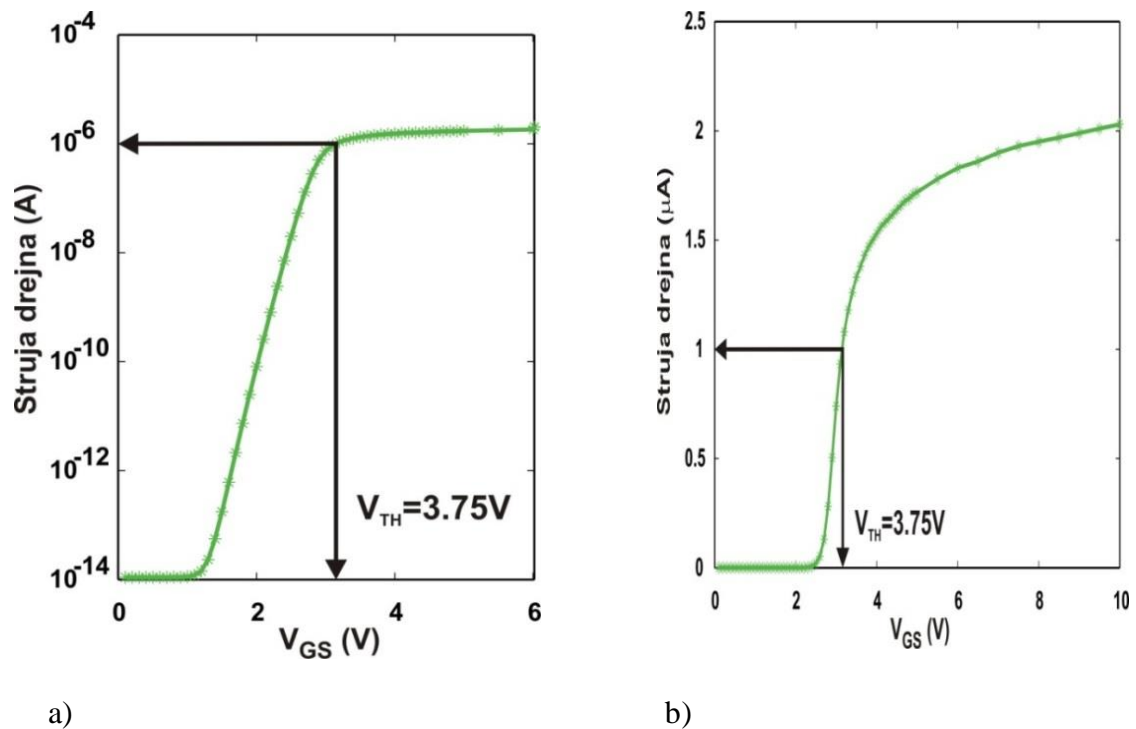 10⁻⁴
10⁻⁶
10⁻⁸
10⁻¹⁰
10⁻¹²
10⁻¹⁴
Struja drejna (A)
V_TH=3.75V
0 2 4 6
V_GS (V)
a)
2.5
2
1.5
1
0.5
0
Struja drejna (μA)
V_TH=3.75V
0 2 4 6 8 10
V_GS (V)
b)